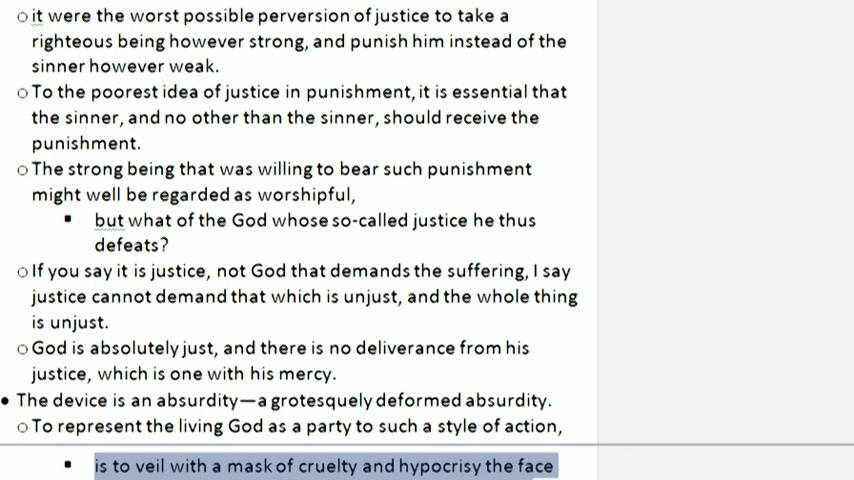 it were the worst possible perversion of justice to take a
righteous being however strong, and punish him instead of the
sinner however weak.
To the poorest idea of justice in punishment, it is essential that
the sinner, and no other than the sinner, should receive the
punishment.
The strong being that was willing to bear such punishment
might well be regarded as worshipful,
but what of the God whose so-called justice he thus
defeats?
If you say it is justice, not God that demands the suffering, I say
justice cannot demand that which is unjust, and the whole thing
is unjust.
God is absolutely just, and there is no deliverance from his
justice, which is one with his mercy.
The device is an absurdity—a grotesquely deformed absurdity.
To represent the living God as a party to such a style of action,
is to veil with a mask of cruelty and hypocrisy the face